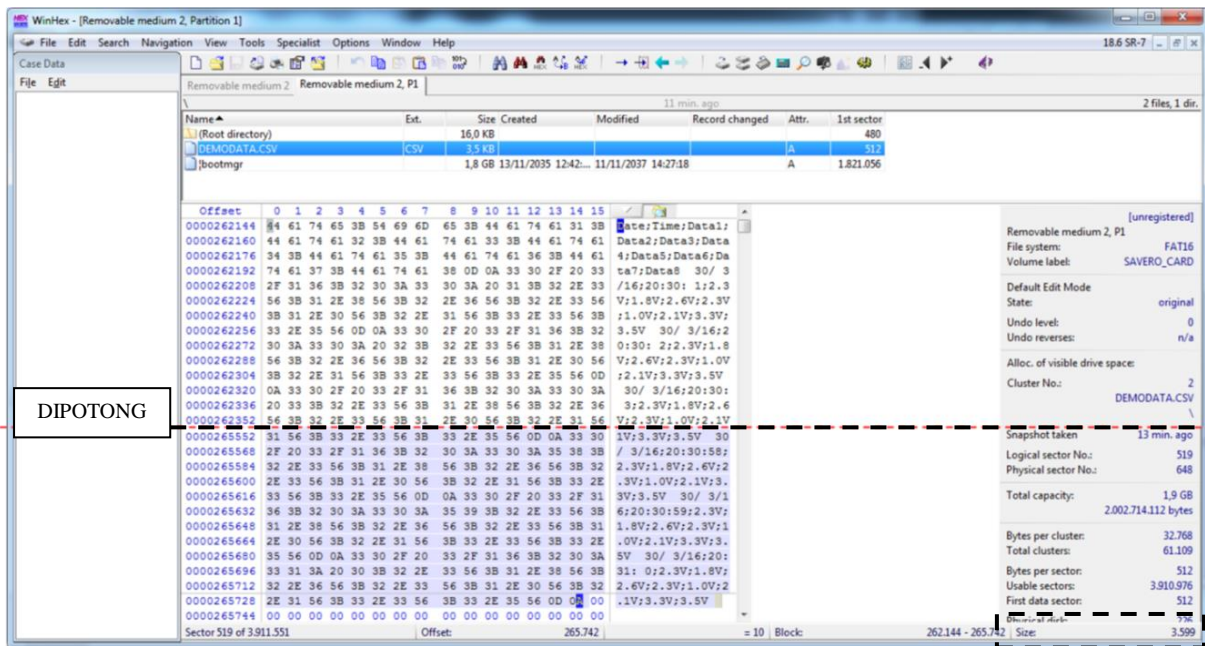 WinHex - [Removable medium 2, Partition 1]
File Edit Search Navigation View Tools Specialist Options Window Help 18.6 SR-7
Case Data
File Edit
Removable medium 2 Removable medium 2, P1
\ 11 min. ago 2 files, 1 dir.
Name Ext. Size Created Modified Record changed Attr. 1st sector
(Root directory) 16,0 KB 480
DEMODATA.CSV CSV 3,5 KB A 512
!bootmgr 1,8 GB 13/11/2035 12:42:... 11/11/2037 14:27:18 A 1.821.056
Offset 0 1 2 3 4 5 6 7 8 9 10 11 12 13 14 15
0000262144 44 61 74 65 3B 54 69 6D 65 3B 44 61 74 61 31 3B Date;Time;Data1;
0000262160 44 61 74 61 32 3B 44 61 74 61 33 3B 44 61 74 61 Data2;Data3;Data
0000262176 34 3B 44 61 74 61 35 3B 44 61 74 61 36 3B 44 61 4;Data5;Data6;Da
0000262192 74 61 37 3B 44 61 74 61 38 0D 0A 33 30 2F 20 33 ta7;Data8 30/ 3
0000262208 2F 31 36 3B 32 30 3A 33 30 3A 20 31 3B 32 2E 33 /16;20:30: 1;2.3
0000262224 56 3B 31 2E 38 56 3B 32 2E 36 56 3B 32 2E 33 56 V;1.8V;2.6V;2.3V
0000262240 3B 31 2E 30 56 3B 32 2E 31 56 3B 33 2E 33 56 3B ;1.0V;2.1V;3.3V;
0000262256 33 2E 35 56 0D 0A 33 30 2F 20 33 2F 31 36 3B 32 3.5V 30/ 3/16;2
0000262272 30 3A 33 30 3A 20 32 3B 32 2E 33 56 3B 31 2E 38 0:30: 2;2.3V;1.8
0000262288 56 3B 32 2E 36 56 3B 32 2E 33 56 3B 31 2E 30 56 V;2.6V;2.3V;1.0V
0000262304 3B 32 2E 31 56 3B 33 2E 33 56 3B 33 2E 35 56 0D ;2.1V;3.3V;3.5V
0000262320 0A 33 30 2F 20 33 2F 31 36 3B 32 30 3A 33 30 3A 30/ 3/16;20:30:
0000262336 20 33 3B 32 2E 33 56 3B 31 2E 38 56 3B 32 2E 36 3;2.3V;1.8V;2.6
0000262352 56 3B 32 2E 33 56 3B 31 2E 30 56 3B 32 2E 31 56 V;2.3V;1.0V;2.1V
DIPOTONG
0000265552 31 56 3B 33 2E 33 56 3B 33 2E 35 56 0D 0A 33 30 1V;3.3V;3.5V 30
0000265568 2F 20 33 2F 31 36 3B 32 30 3A 33 30 3A 35 38 3B / 3/16;20:30:58;
0000265584 32 2E 33 56 3B 31 2E 38 56 3B 32 2E 36 56 3B 32 2.3V;1.8V;2.6V;2
0000265600 2E 33 56 3B 31 2E 30 56 3B 32 2E 31 56 3B 33 2E .3V;1.0V;2.1V;3.
0000265616 33 56 3B 33 2E 35 56 0D 0A 33 30 2F 20 33 2F 31 3V;3.5V 30/ 3/1
0000265632 36 3B 32 30 3A 33 30 3A 35 39 3B 32 2E 33 56 3B 6;20:30:59;2.3V;
0000265648 31 2E 38 56 3B 32 2E 36 56 3B 32 2E 33 56 3B 31 1.8V;2.6V;2.3V;1
0000265664 2E 30 56 3B 32 2E 31 56 3B 33 2E 33 56 3B 33 2E .0V;2.1V;3.3V;3.
0000265680 35 56 0D 0A 33 30 2F 20 33 2F 31 36 3B 32 30 3A 5V 30/ 3/16;20:
0000265696 33 31 3A 20 30 3B 32 2E 33 56 3B 31 2E 38 56 3B 31: 0;2.3V;1.8V;
0000265712 32 2E 36 56 3B 32 2E 33 56 3B 31 2E 30 56 3B 32 2.6V;2.3V;1.0V;2
0000265728 2E 31 56 3B 33 2E 33 56 3B 33 2E 35 56 0D 0A 00 .1V;3.3V;3.5V
0000265744 00 00 00 00 00 00 00 00 00 00 00 00 00 00 00 00
[unregistered]
Removable medium 2, P1
File system: FAT16
Volume label: SAVERO_CARD
Default Edit Mode
State: original
Undo level: 0
Undo reverses: n/a
Alloc. of visible drive space:
Cluster No.: 2
DEMODATA.CSV
\
Snapshot taken 13 min. ago
Logical sector No.: 519
Physical sector No.: 648
Total capacity: 1,9 GB
2.002.714.112 bytes
Bytes per cluster: 32.768
Total clusters: 61.109
Bytes per sector: 512
Usable sectors: 3.910.976
First data sector: 512
Physical disk:
Sector 519 of 3.911.551 Offset: 265.742 = 10 Block: 262.144 - 265.742 Size: 3.599